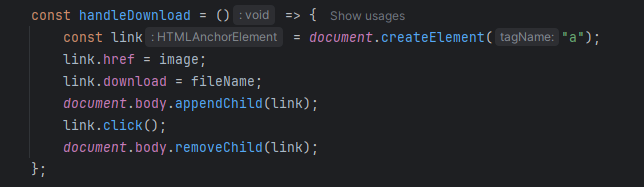 const handleDownload = () : void => { Show usages
const link : HTMLAnchorElement = document.createElement( tagName: "a");
link.href = image;
link.download = fileName;
document.body.appendChild(link);
link.click();
document.body.removeChild(link);
};